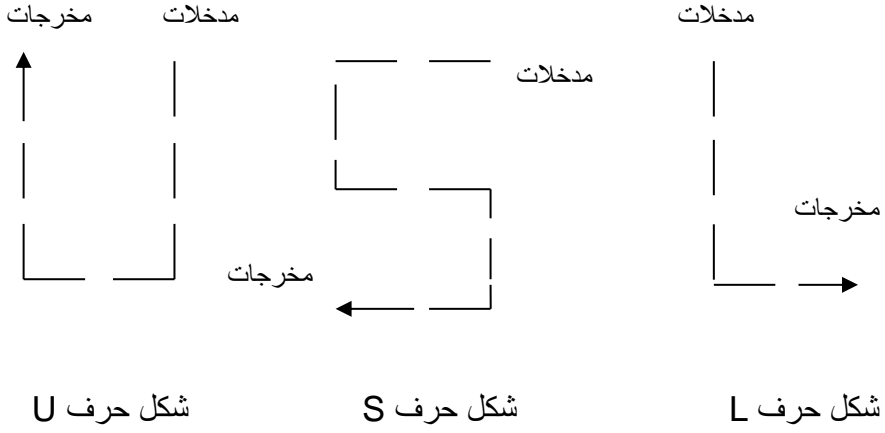 مدخلات
مدخلات
مخرجات
مدخلات
مخرجات
مخرجات
شكل حرف L
شكل حرف S
شكل حرف U